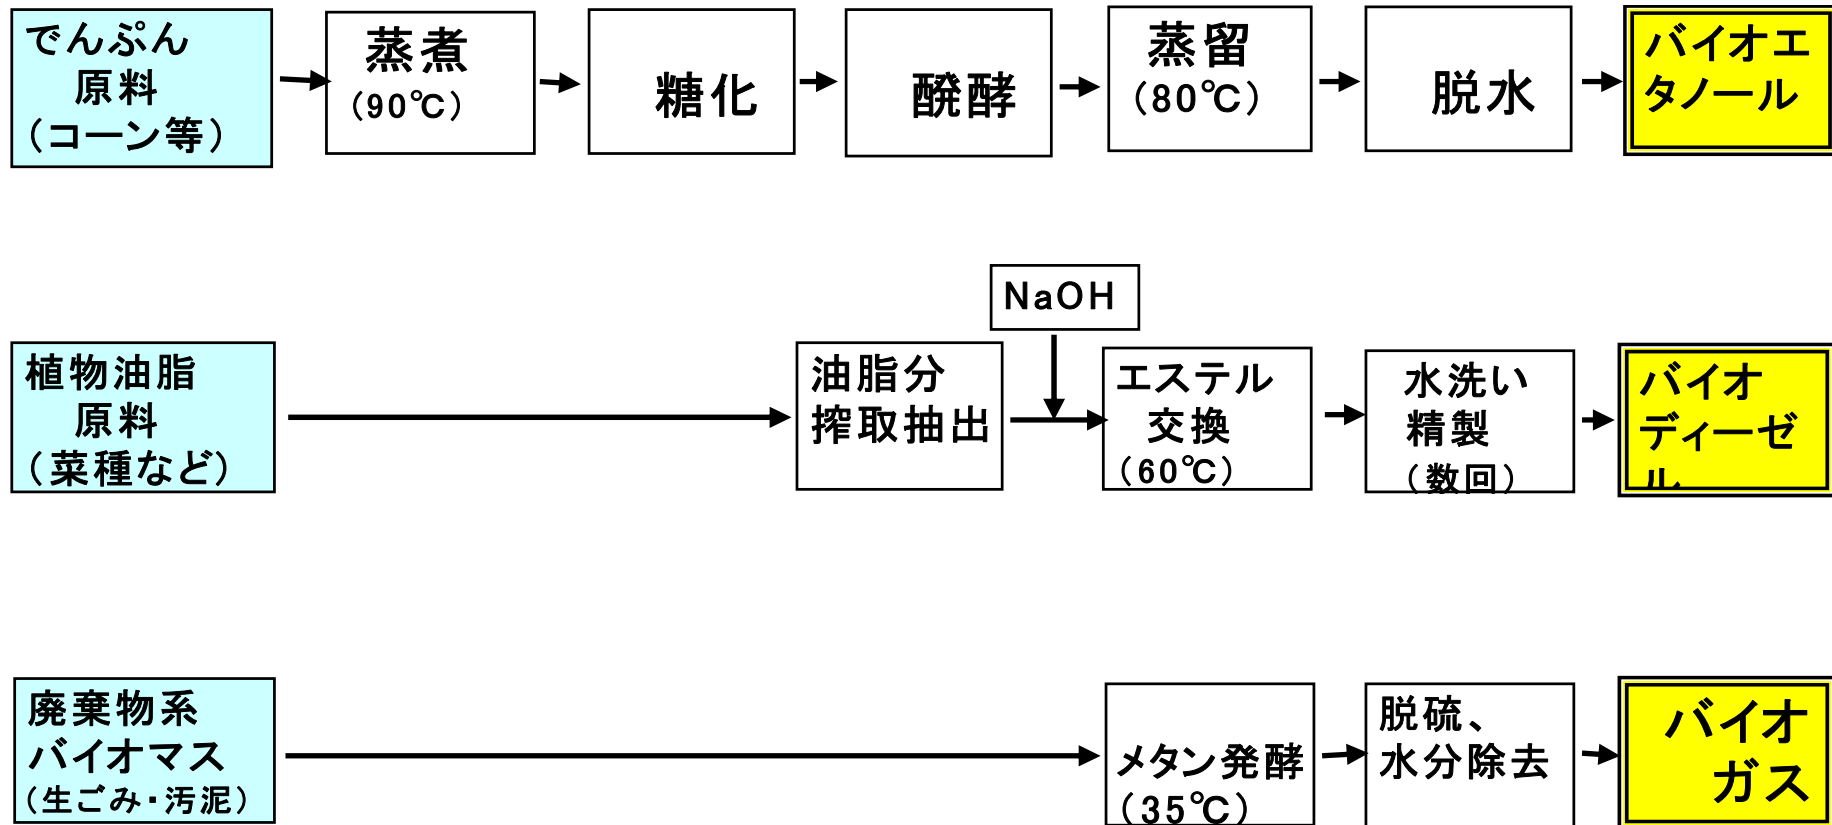 でんぷん
原料
（コーン等）
蒸煮
（90℃）
糖化
醗酵
蒸留
（80℃）
脱水
バイオエ
タノール
NaOH
植物油脂
原料
（菜種など）
油脂分
搾取抽出
エステル
交換
（60℃）
水洗い
精製
（数回）
バイオ
ディーゼ
ル
廃棄物系
バイオマス
（生ごみ・汚泥）
メタン発酵
（35℃）
脱硫、
水分除去
バイオ
ガス